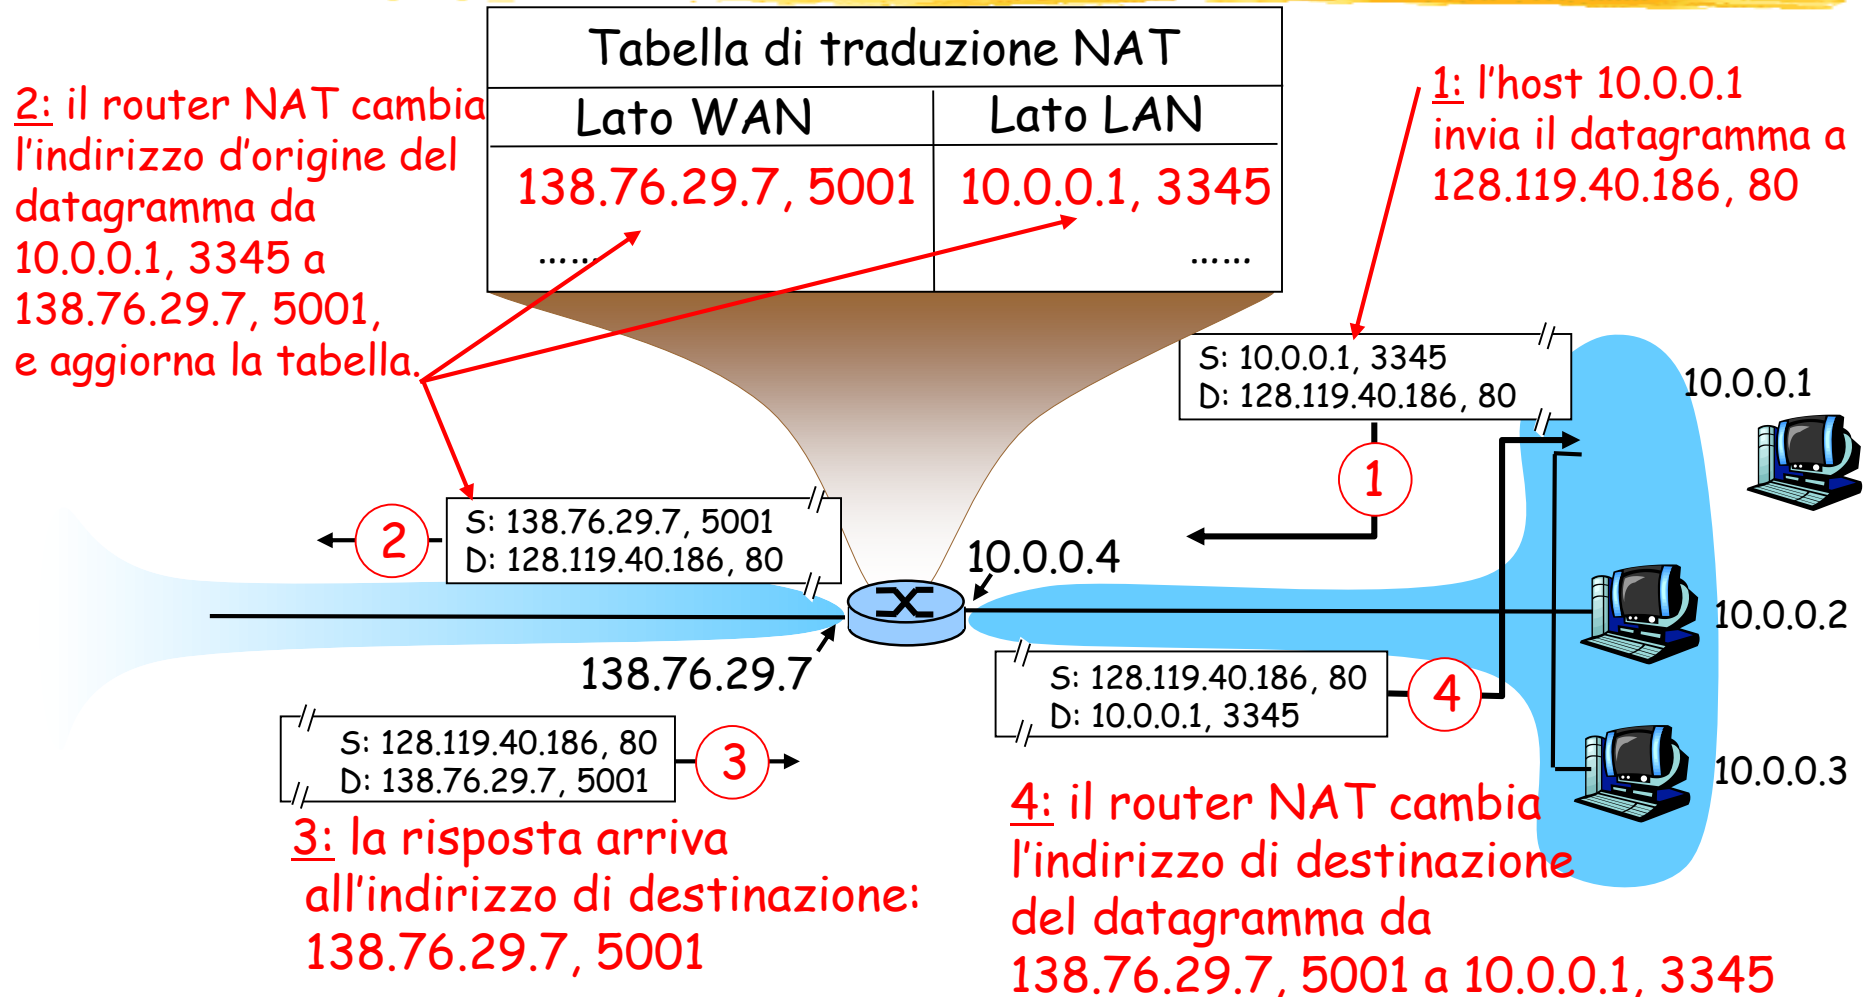 Tabella di traduzione NAT
Lato WAN Lato LAN
138.76.29.7, 5001 10.0.0.1, 3345
...... ......
2: il router NAT cambia
l'indirizzo d'origine del
datagramma da
10.0.0.1, 3345 a
138.76.29.7, 5001,
e aggiorna la tabella.
1: l'host 10.0.0.1
invia il datagramma a
128.119.40.186, 80
S: 10.0.0.1, 3345
D: 128.119.40.186, 80
1
10.0.0.1
2
S: 138.76.29.7, 5001
D: 128.119.40.186, 80
10.0.0.4
10.0.0.2
138.76.29.7
S: 128.119.40.186, 80
D: 10.0.0.1, 3345
4
S: 128.119.40.186, 80
D: 138.76.29.7, 5001
3
10.0.0.3
3: la risposta arriva
all'indirizzo di destinazione:
138.76.29.7, 5001
4: il router NAT cambia
l'indirizzo di destinazione
del datagramma da
138.76.29.7, 5001 a 10.0.0.1, 3345